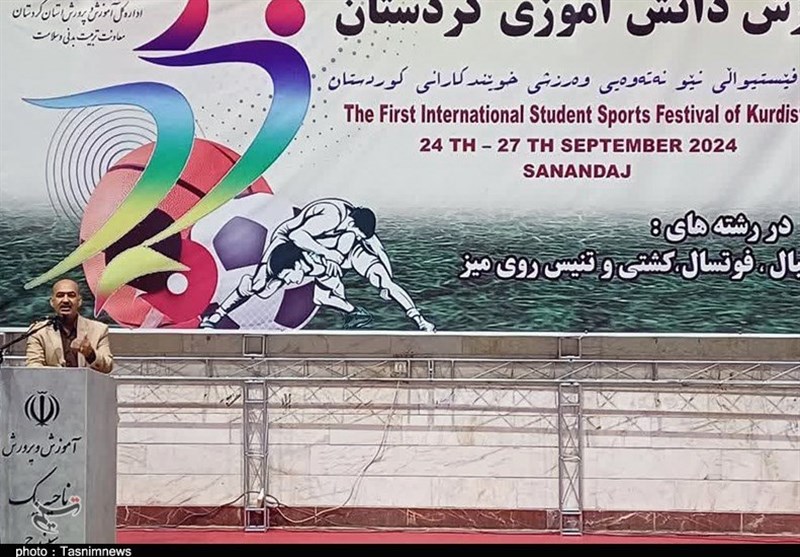 اداره کل آموزش و پرورش استان کردستان
معاونت تربیت بدنی و سلامت
دانش آموزی کردستان
فێستیواڵی نێو نەتەوەیی وەرزشی خوێندکارانی کوردستان
The First International Student Sports Festival of Kurdis
24 TH – 27 TH SEPTEMBER 2024
SANANDAJ
در رشته های :
بال . فوتسال.کشتی و تنیس روی میز
آموزش و پرورش
ناحیه یک
photo : Tasnimnews